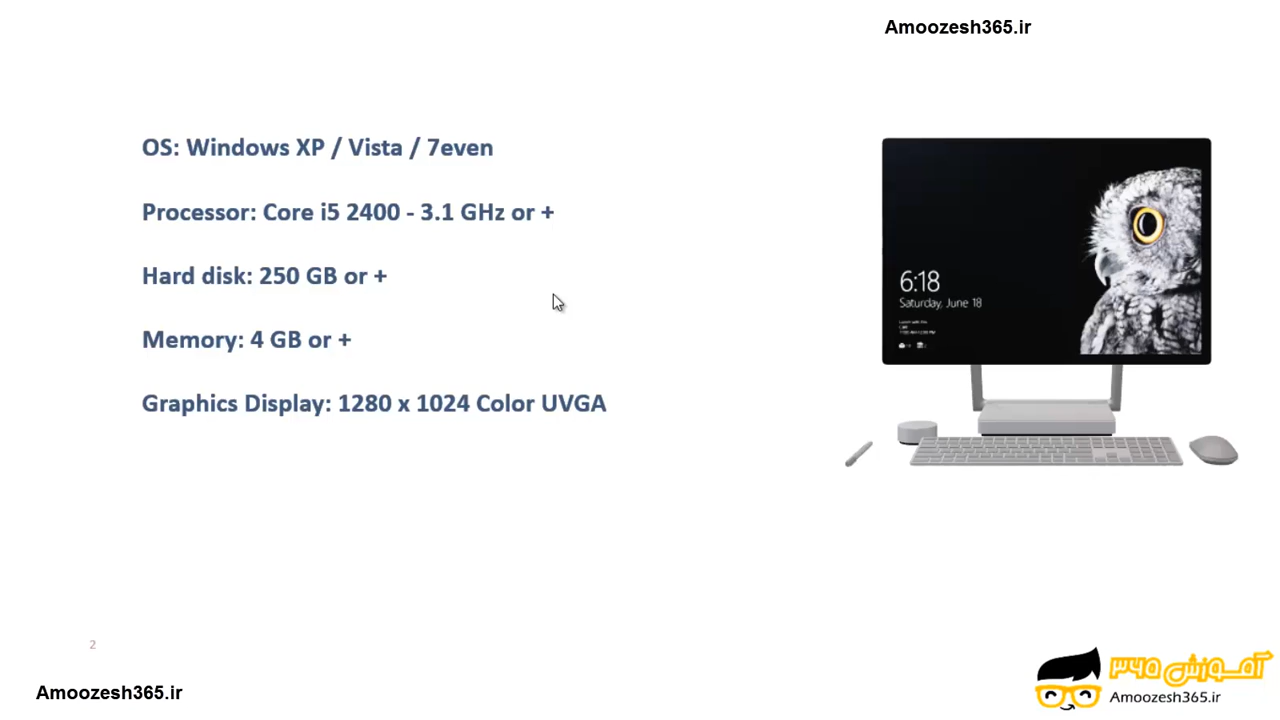 Amoozesh365.ir
OS: Windows XP / Vista / 7even
Processor: Core i5 2400 - 3.1 GHz or +
Hard disk: 250 GB or +
Memory: 4 GB or +
Graphics Display: 1280 x 1024 Color UVGA
6:18
Saturday, June 18
2
Amoozesh365.ir
آموزش ۳۶۵
Amoozesh365.ir